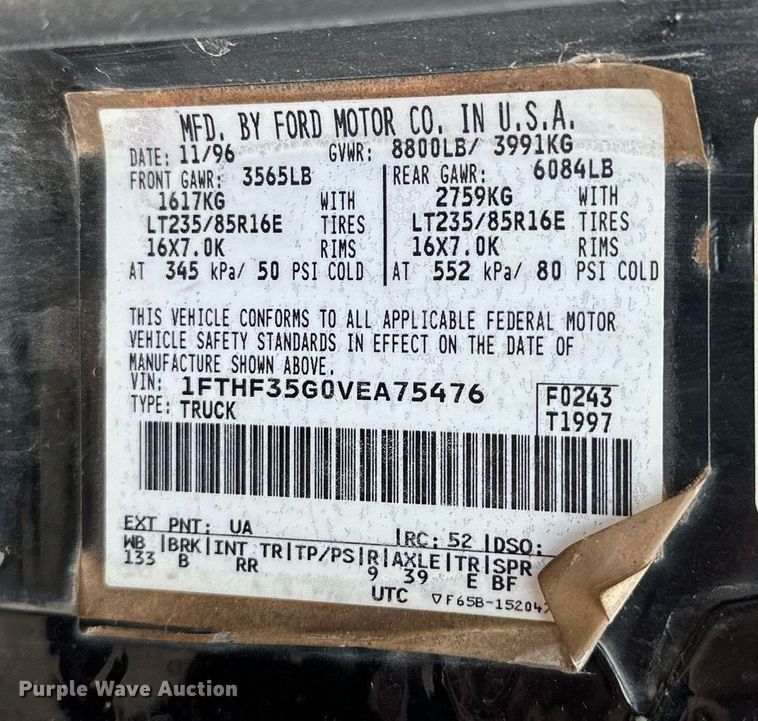 MFD. BY FORD MOTOR CO. IN U.S.A.
DATE: 11/96 GVWR: 8800LB/ 3991KG
FRONT GAWR: 3565LB REAR GAWR: 6084LB
1617KG WITH 2759KG WITH
LT235/85R16E TIRES LT235/85R16E TIRES
16X7.0K RIMS 16X7.0K RIMS
AT 345 kPa/ 50 PSI COLD AT 552 kPa/ 80 PSI COLD
THIS VEHICLE CONFORMS TO ALL APPLICABLE FEDERAL MOTOR
VEHICLE SAFETY STANDARDS IN EFFECT ON THE DATE OF
MANUFACTURE SHOWN ABOVE.
VIN: 1FTHF35G0VEA75476 F0243
TYPE: TRUCK T1997
EXT PNT: UA RC: 52 DSO:
WB BRK INT TR TP/PS R AXLE TR SPR
133 B RR 9 39 E BF
UTC ▽F65B-15204
Purple Wave Auction